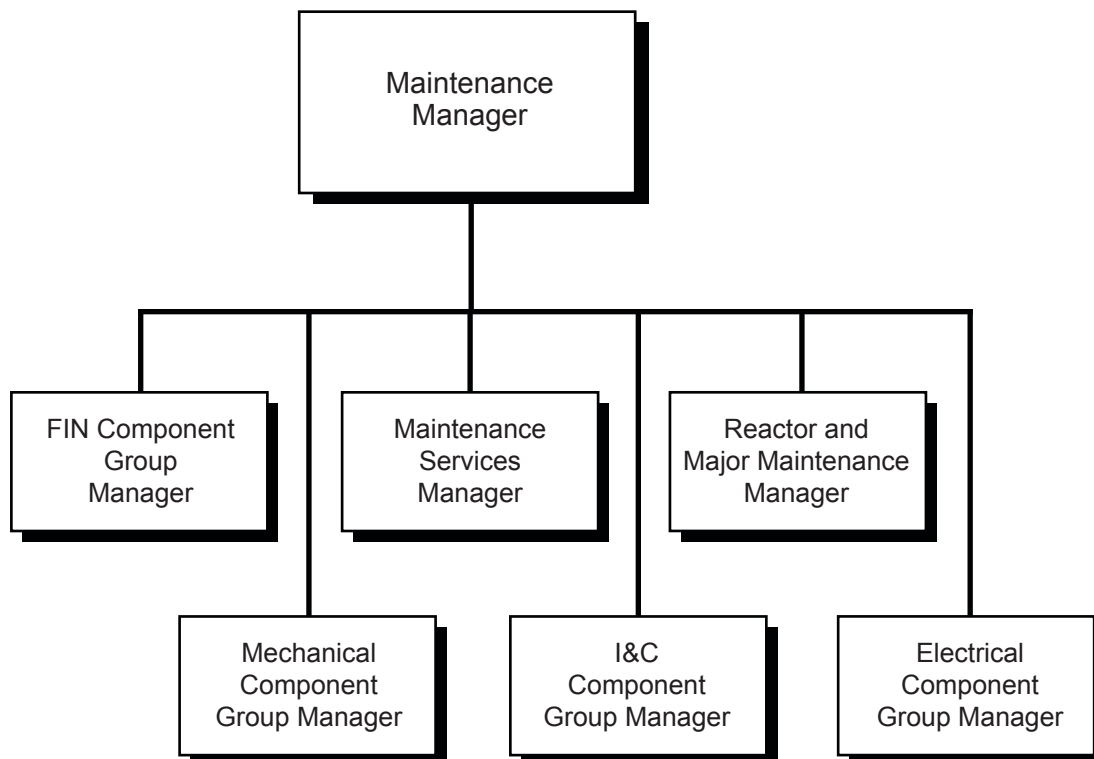 Maintenance
Manager
FIN Component
Group
Manager
Maintenance
Services
Manager
Reactor and
Major Maintenance
Manager
Mechanical
Component
Group Manager
I&C
Component
Group Manager
Electrical
Component
Group Manager